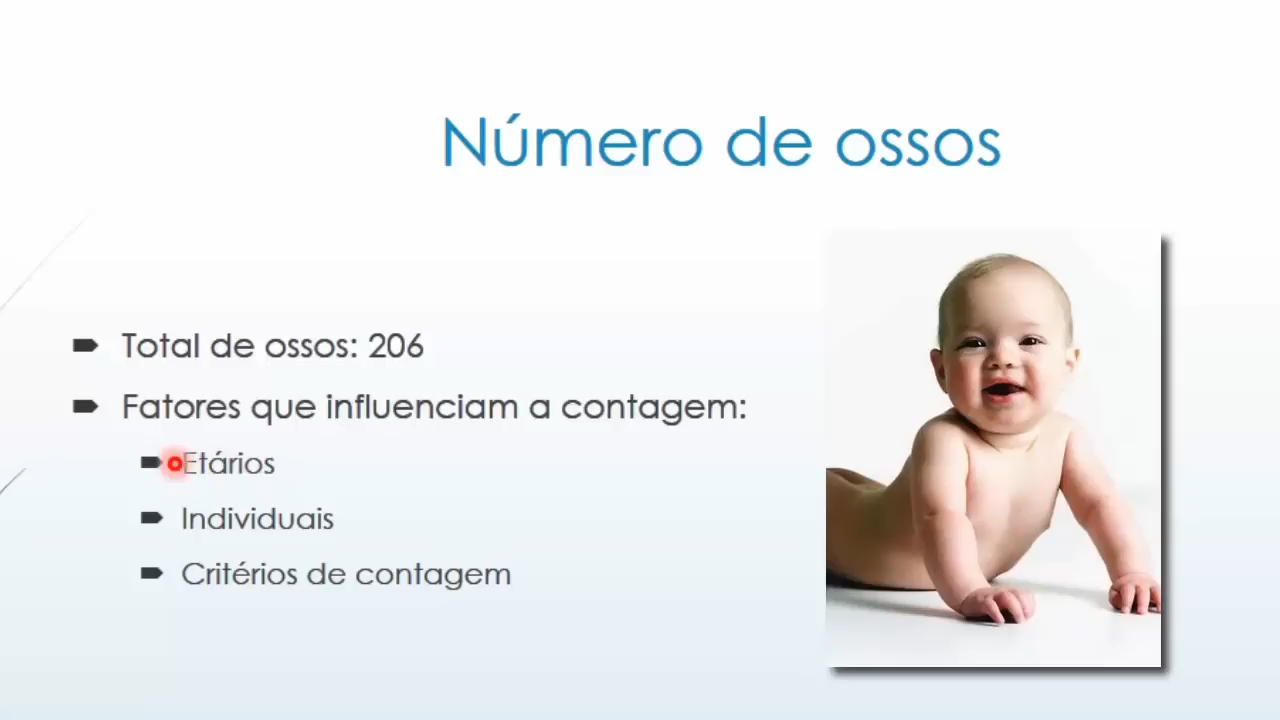 Número de ossos
Total de ossos: 206
Fatores que influenciam a contagem:
Etários
Individuais
Critérios de contagem